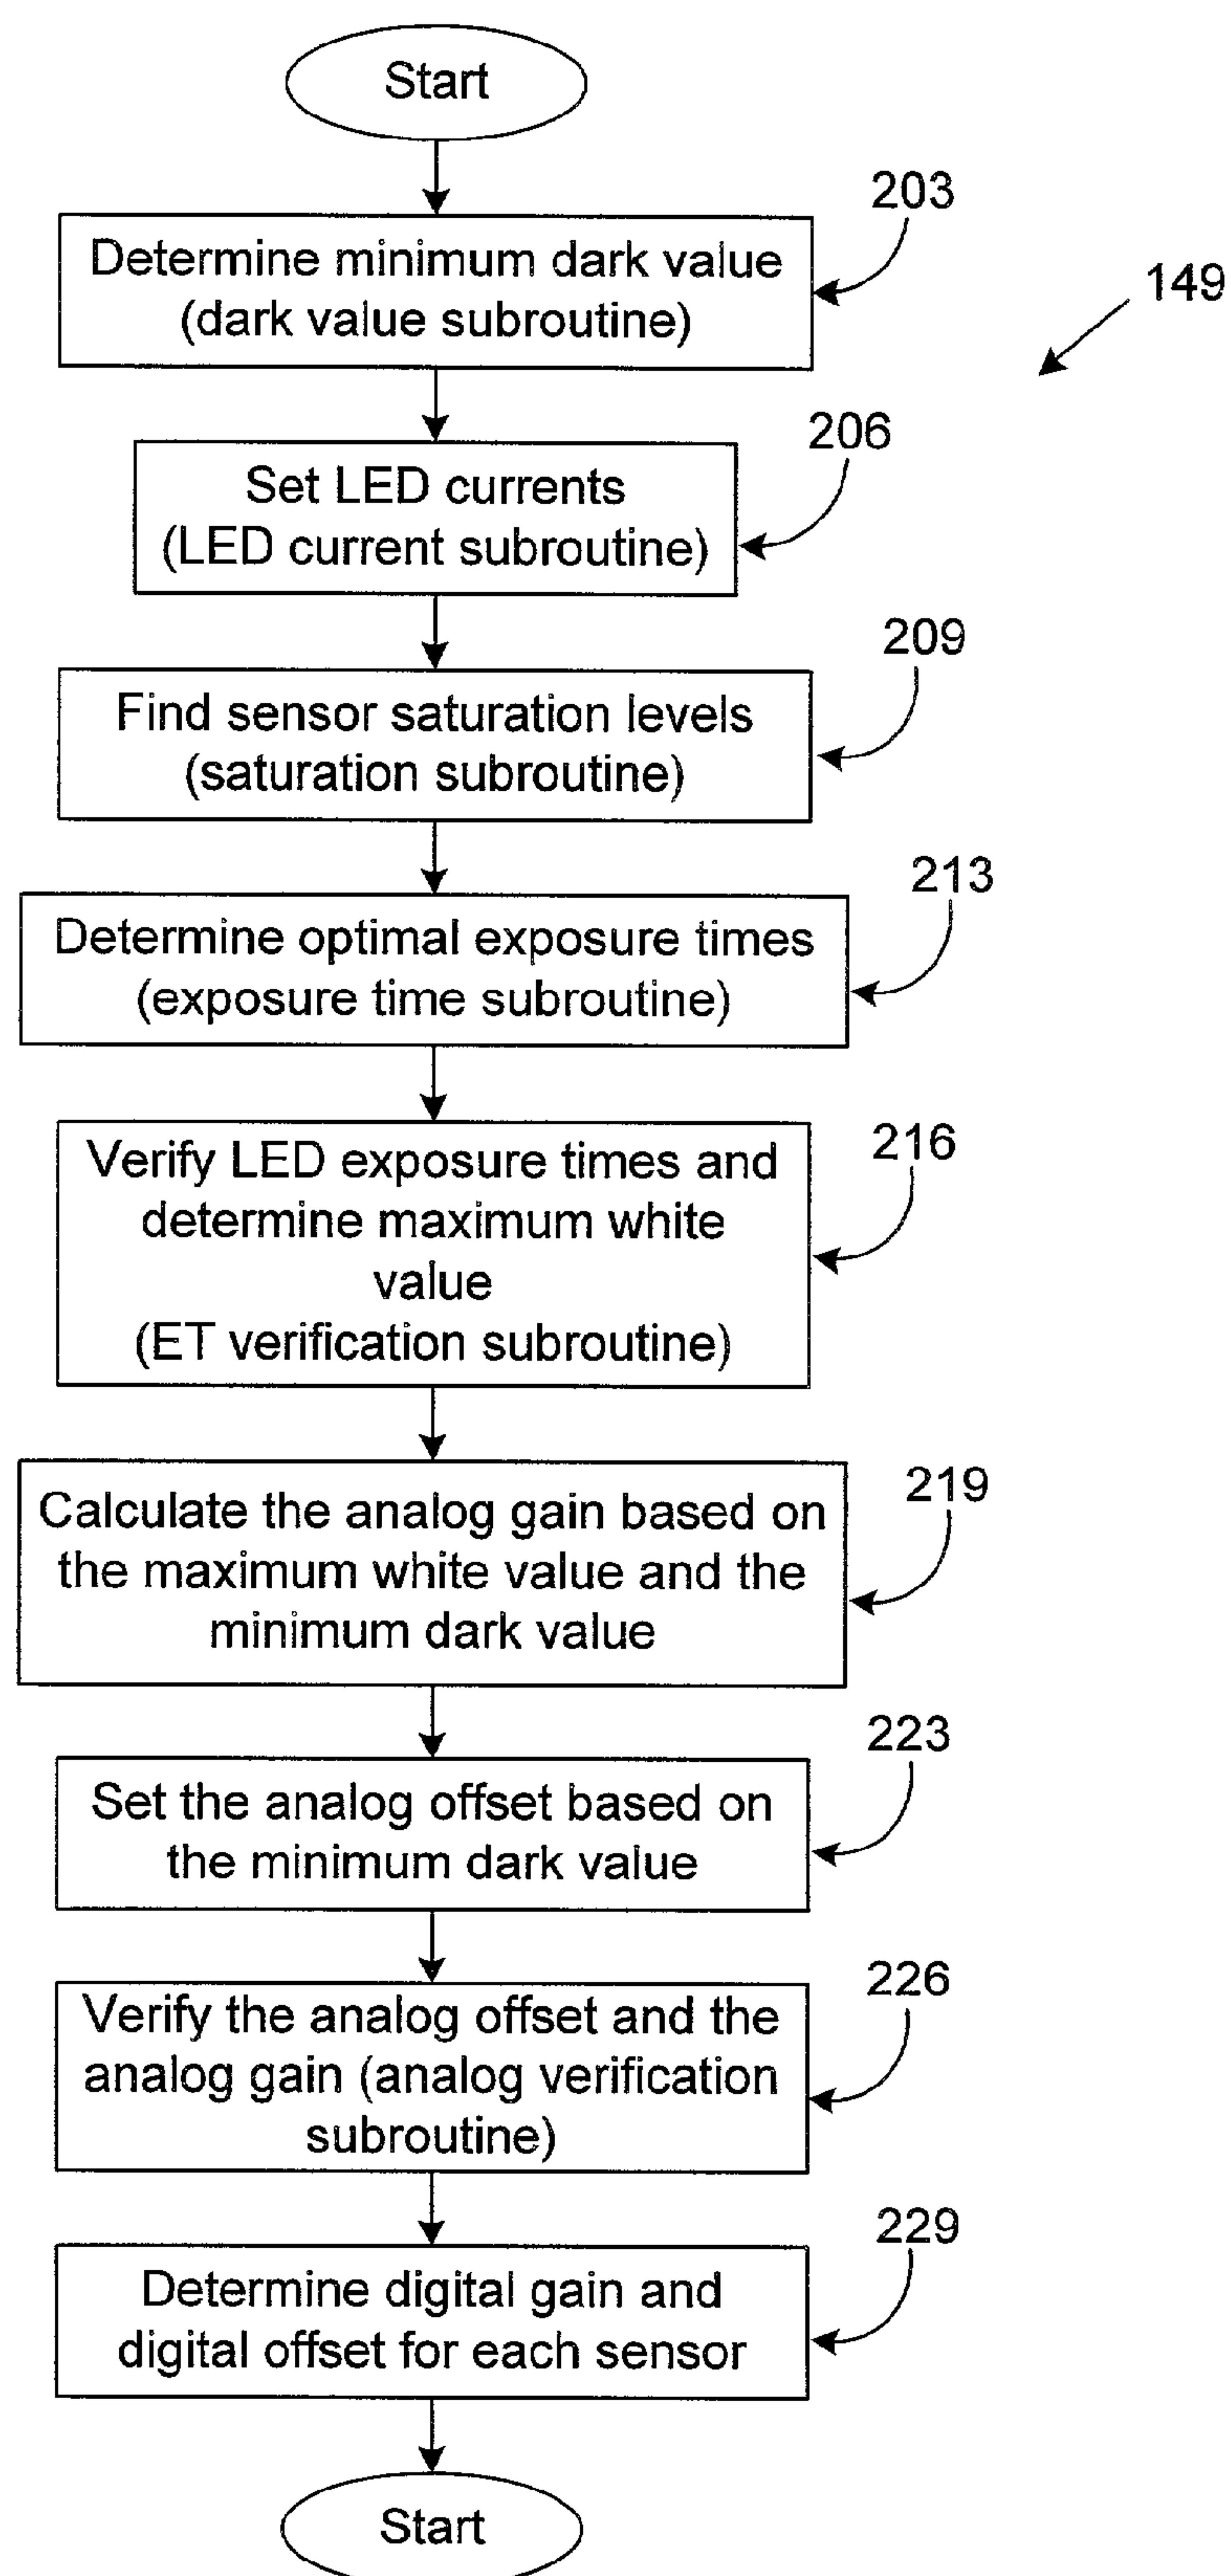 Start
203
Determine minimum dark value
(dark value subroutine)
149
206
Set LED currents
(LED current subroutine)
209
Find sensor saturation levels
(saturation subroutine)
213
Determine optimal exposure times
(exposure time subroutine)
216
Verify LED exposure times and
determine maximum white
value
(ET verification subroutine)
219
Calculate the analog gain based on
the maximum white value and the
minimum dark value
223
Set the analog offset based on
the minimum dark value
226
Verify the analog offset and the
analog gain (analog verification
subroutine)
229
Determine digital gain and
digital offset for each sensor
Start